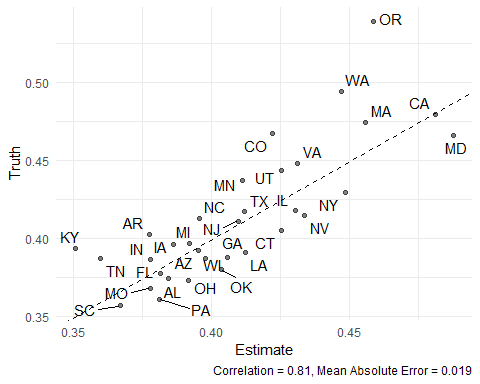 OR
WA
0.50
CA
MA
CO
VA
MD
Truth
0.45
UT
MN
TX IL
NY
NC
AR
NJ
NV
KY
MI
0.40
IN IA
GA CT
AZ
WI LA
TN FL
OK
MO
AL
OH
SC
PA
0.35
0.35 0.40 0.45
Estimate
Correlation = 0.81, Mean Absolute Error = 0.019